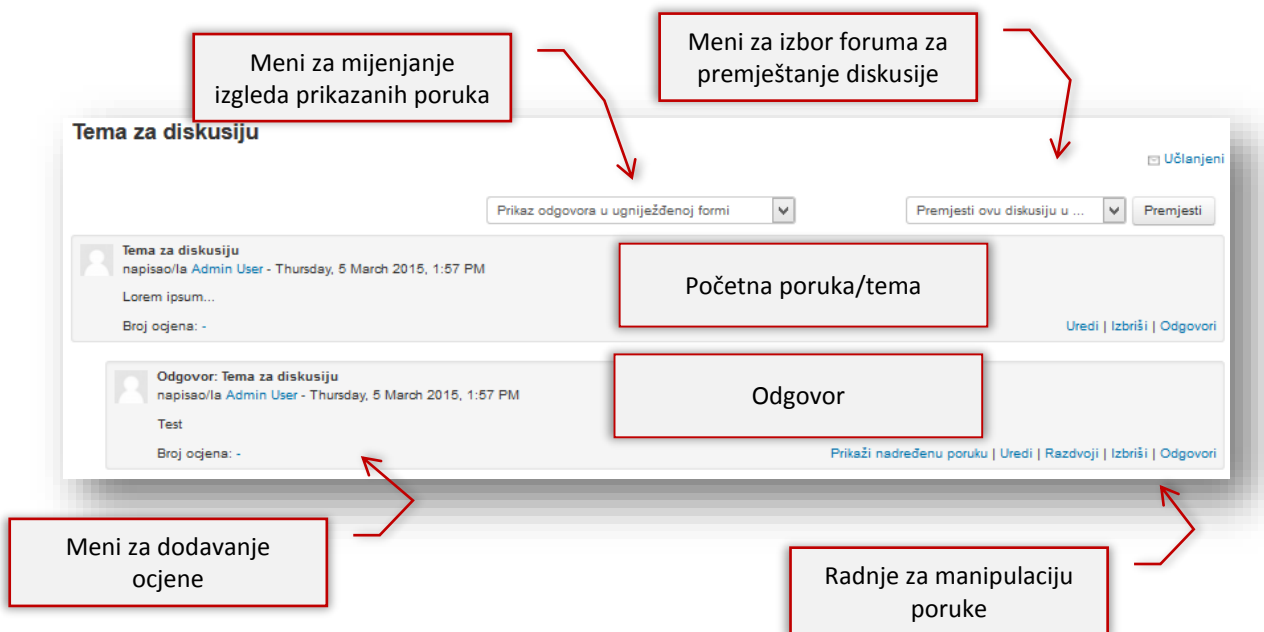 Meni za mijenjanje
izgleda prikazanih poruka
Meni za izbor foruma za
premještanje diskusije
Tema za diskusiju
Učlanjeni
Prikaz odgovora u ugniježđenoj formi
Premjesti ovu diskusiju u ...
Premjesti
Tema za diskusiju
napisao/la Admin User - Thursday, 5 March 2015, 1:57 PM
Lorem ipsum...
Broj ocjena: -
Početna poruka/tema
Uredi | Izbriši | Odgovori
Odgovor: Tema za diskusiju
napisao/la Admin User - Thursday, 5 March 2015, 1:57 PM
Test
Broj ocjena: -
Odgovor
Prikaži nadređenu poruku | Uredi | Razdvoji | Izbriši | Odgovori
Meni za dodavanje
ocjene
Radnje za manipulaciju
poruke